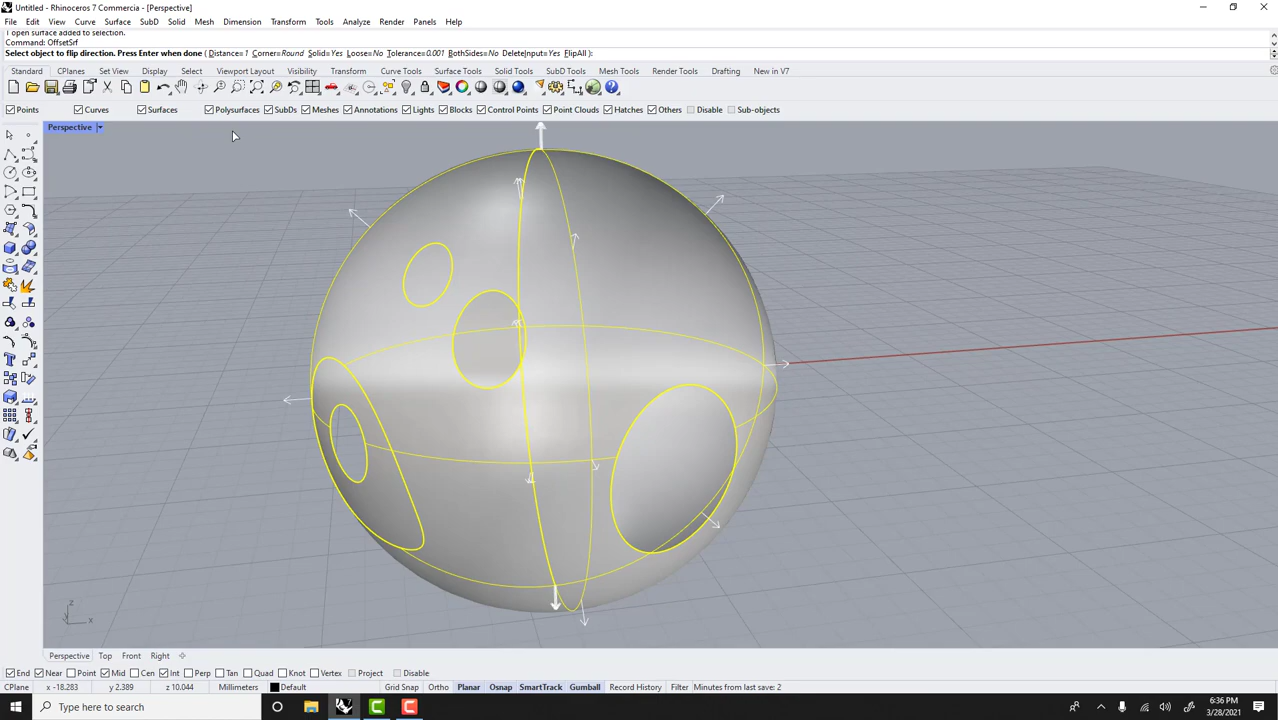 Untitled - Rhinoceros 7 Commercia - [Perspective]
File Edit View Curve Surface SubD Solid Mesh Dimension Transform Tools Analyze Render Panels Help
1 open surface added to selection.
Command: OffsetSrf
Select object to flip direction. Press Enter when done ( Distance=1 Corner=Round Solid=Yes Loose=No Tolerance=0.001 BothSides=No DeleteInput=Yes FlipAll ):
Standard CPlanes Set View Display Select Viewport Layout Visibility Transform Curve Tools Surface Tools Solid Tools SubD Tools Mesh Tools Render Tools Drafting New in V7
Points Curves Surfaces Polysurfaces SubDs Meshes Annotations Lights Blocks Control Points Point Clouds Hatches Others Disable Sub-objects
Perspective
z
x
Perspective Top Front Right
End Near Point Mid Cen Int Perp Tan Quad Knot Vertex Project Disable
CPlane x -18.283 y 2.389 z 10.044 Millimeters Default Grid Snap Ortho Planar Osnap SmartTrack Gumball Record History Filter Minutes from last save: 2
Type here to search
6:36 PM
3/28/2021